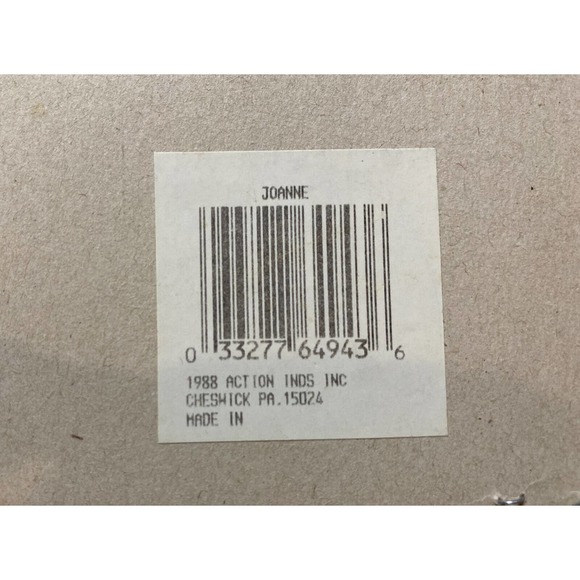 JOANNE
0 33277 64943 6
1988 ACTION INDS INC
CHESWICK PA.15024
MADE IN